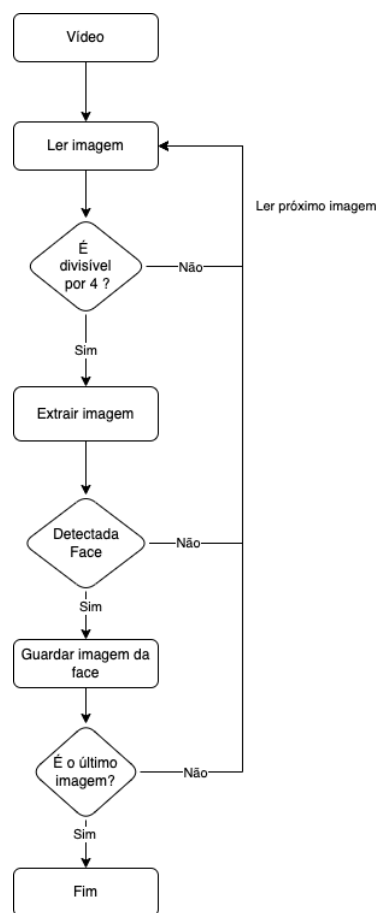 Vídeo
Ler imagem
Ler próximo imagem
É
divisível
por 4 ?
Não
Sim
Extrair imagem
Detectada
Face
Não
Sim
Guardar imagem da
face
É o último
imagem?
Não
Sim
Fim